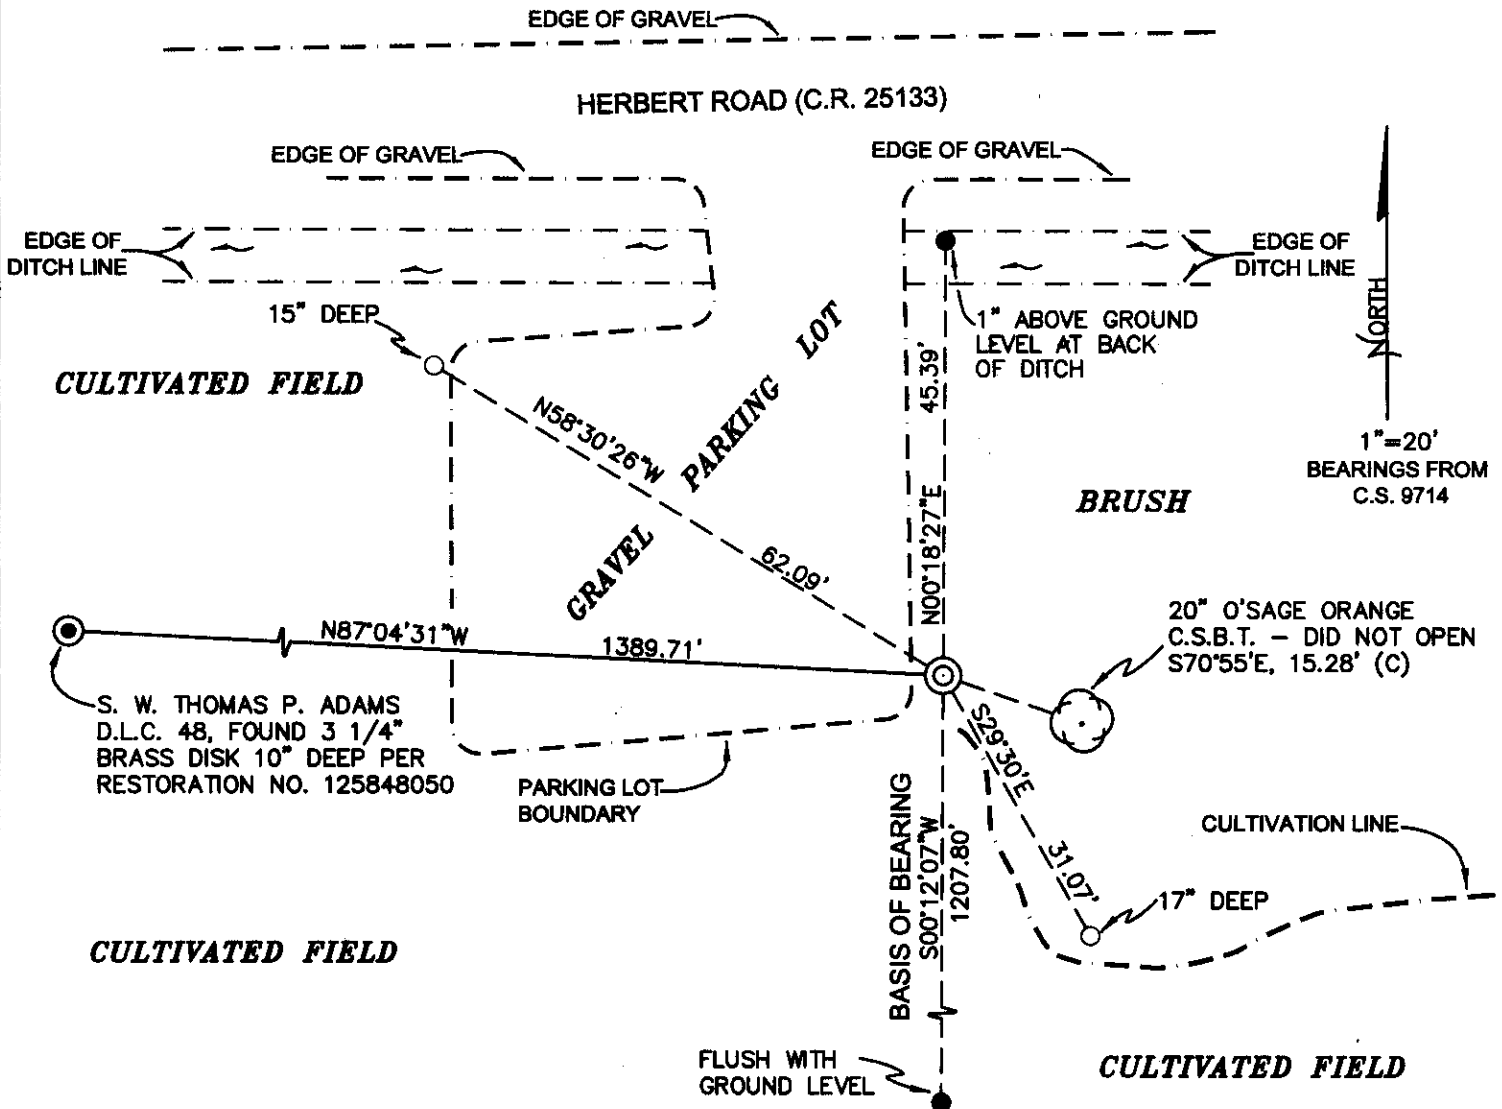 EDGE OF GRAVEL
HERBERT ROAD (C.R. 25133)
EDGE OF GRAVEL
EDGE OF GRAVEL
EDGE OF
DITCH LINE
EDGE OF
DITCH LINE
15" DEEP
1" ABOVE GROUND
LEVEL AT BACK
OF DITCH
NORTH
1"=20'
BEARINGS FROM
C.S. 9714
CULTIVATED FIELD
N58°30'26"W
62.09'
GRAVEL PARKING LOT
45.39'
N00°18'27"E
BRUSH
20" O'SAGE ORANGE
C.S.B.T. - DID NOT OPEN
S70°55'E, 15.28' (C)
N87°04'31"W
1389.71'
S. W. THOMAS P. ADAMS
D.L.C. 48, FOUND 3 1/4"
BRASS DISK 10" DEEP PER
RESTORATION NO. 125848050
PARKING LOT
BOUNDARY
BASIS OF BEARING
S00°12'07"W
1207.80'
S29°30'E
31.07'
17" DEEP
CULTIVATION LINE
CULTIVATED FIELD
FLUSH WITH
GROUND LEVEL
CULTIVATED FIELD